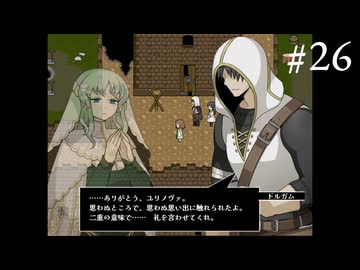 #26
……ありがとう、ユリノヴァ。
思わぬところで、思わぬ思い出に触れられたよ。
二重の意味で……　礼を言わせてくれ。
ドルガム